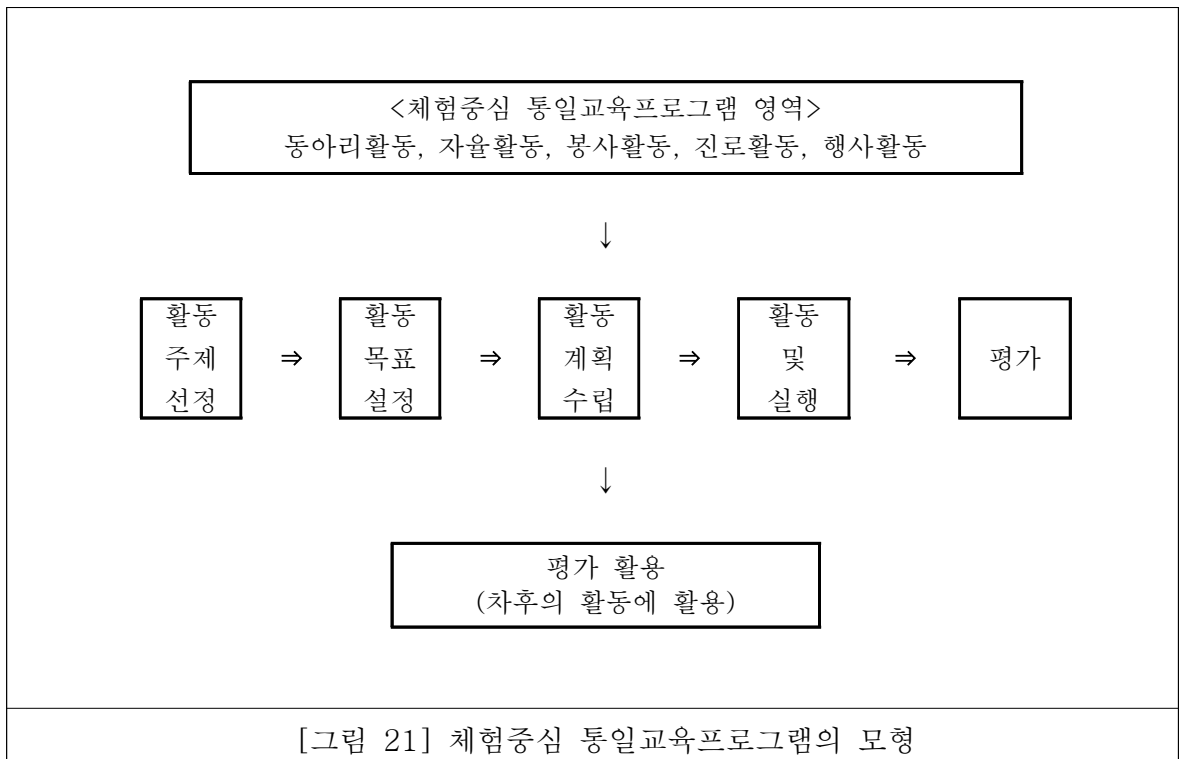 <체험중심 통일교육프로그램 영역>
동아리활동, 자율활동, 봉사활동, 진로활동, 행사활동
↓
활동
주제
선정
⇒
활동
목표
설정
⇒
활동
계획
수립
⇒
활동
및
실행
⇒
평가
↓
평가 활용
(차후의 활동에 활용)
[그림 21] 체험중심 통일교육프로그램의 모형